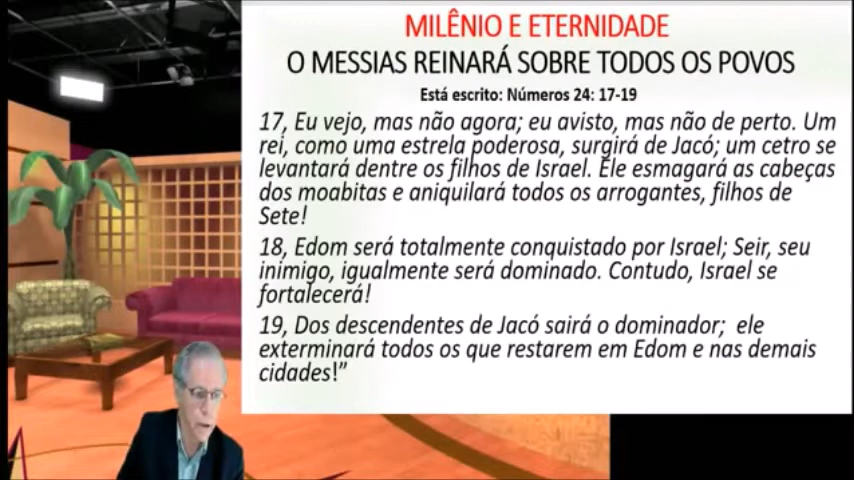 MILÊNIO E ETERNIDADE
O MESSIAS REINARÁ SOBRE TODOS OS POVOS
Está escrito: Números 24: 17-19
17, Eu vejo, mas não agora; eu avisto, mas não de perto. Um
rei, como uma estrela poderosa, surgirá de Jacó; um cetro se
levantará dentre os filhos de Israel. Ele esmagará as cabeças
dos moabitas e aniquilará todos os arrogantes, filhos de
Sete!
18, Edom será totalmente conquistado por Israel; Seir, seu
inimigo, igualmente será dominado. Contudo, Israel se
fortalecerá!
19, Dos descendentes de Jacó sairá o dominador; ele
exterminará todos os que restarem em Edom e nas demais
cidades!”